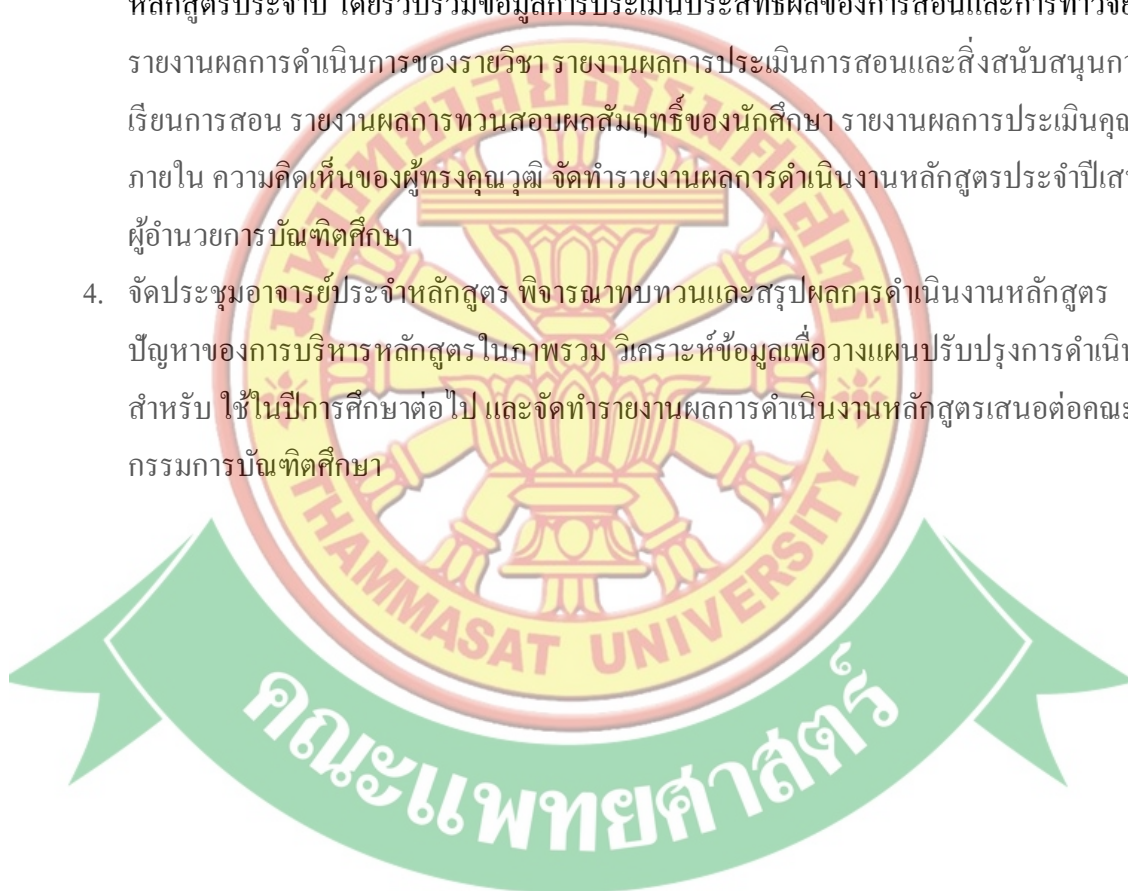 หลักสูตรประจำปี โดยรวบรวมข้อมูลการประเมินประสิทธิผลของการสอนและการทำวิจัย
รายงานผลการดำเนินการของรายวิชา รายงานผลการประเมินการสอนและสิ่งสนับสนุน
เรียนการสอน รายงานผลการทวนสอบผลสัมฤทธิ์ของนักศึกษา รายงานผลการประเมิน
ภายใน ความคิดเห็นของผู้ทรงคุณวุฒิ จัดทำรายงานผลการดำเนินงานหลักสูตรประจำปี
ผู้อำนวยการบัณฑิตศึกษา
4. จัดประชุมอาจารย์ประจำหลักสูตร พิจารณาทบทวนและสรุปผลการดำเนินงานหลักสูตร
ปัญหาของการบริหารหลักสูตรในภาพรวม วิเคราะห์ข้อมูลเพื่อวางแผนปรับปรุงการ
สำหรับ ใช้ในปีการศึกษาต่อไป และจัดทำรายงานผลการดำเนินงานหลักสูตรเสนอต่อคณะ
กรรมการบัณฑิตศึกษา
มหาวิทยาลัยธรรมศาสตร์
THAMMASAT UNIVERSITY
คณะแพทยศาสตร์